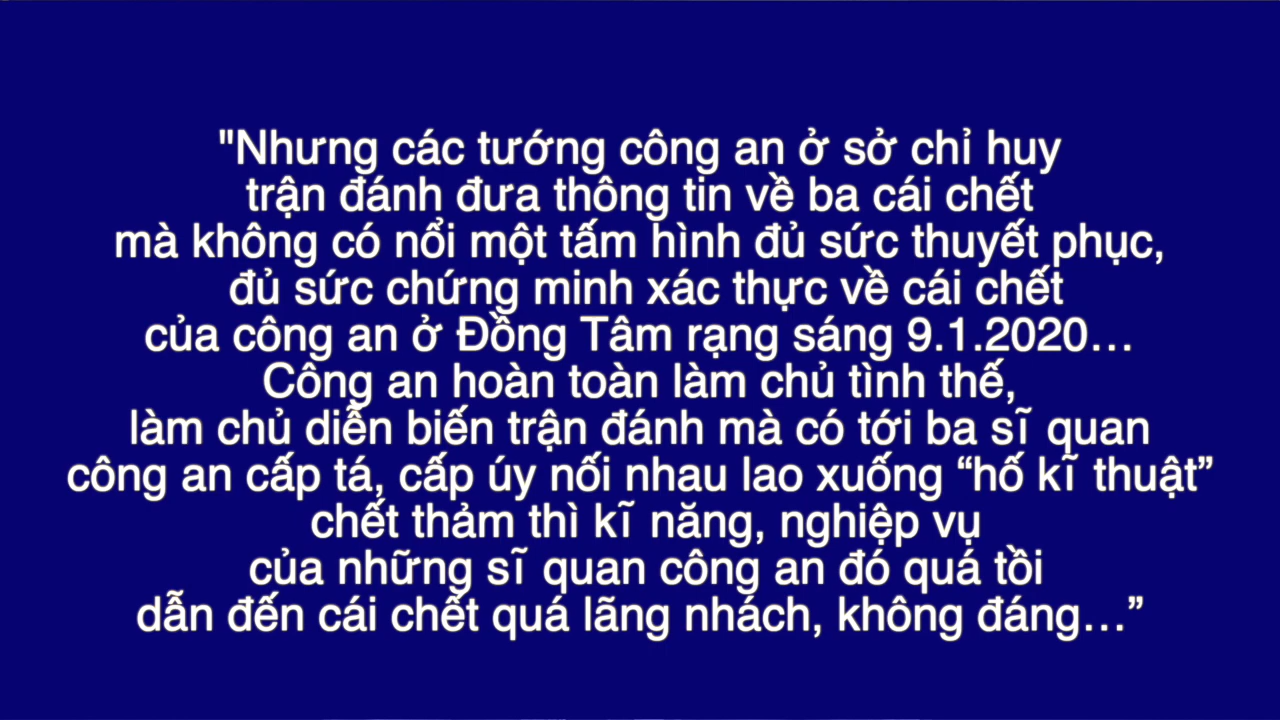 "Nhưng các tướng công an ở sở chỉ huy
trận đánh đưa thông tin về ba cái chết
mà không có nổi một tấm hình đủ sức thuyết phục,
đủ sức chứng minh xác thực về cái chết
của công an ở Đồng Tâm rạng sáng 9.1.2020…
Công an hoàn toàn làm chủ tình thế,
làm chủ diễn biến trận đánh mà có tới ba sĩ quan
công an cấp tá, cấp úy nối nhau lao xuống “hố kĩ thuật”
chết thảm thì kĩ năng, nghiệp vụ
của những sĩ quan công an đó quá tồi
dẫn đến cái chết quá lãng nhách, không đáng…”